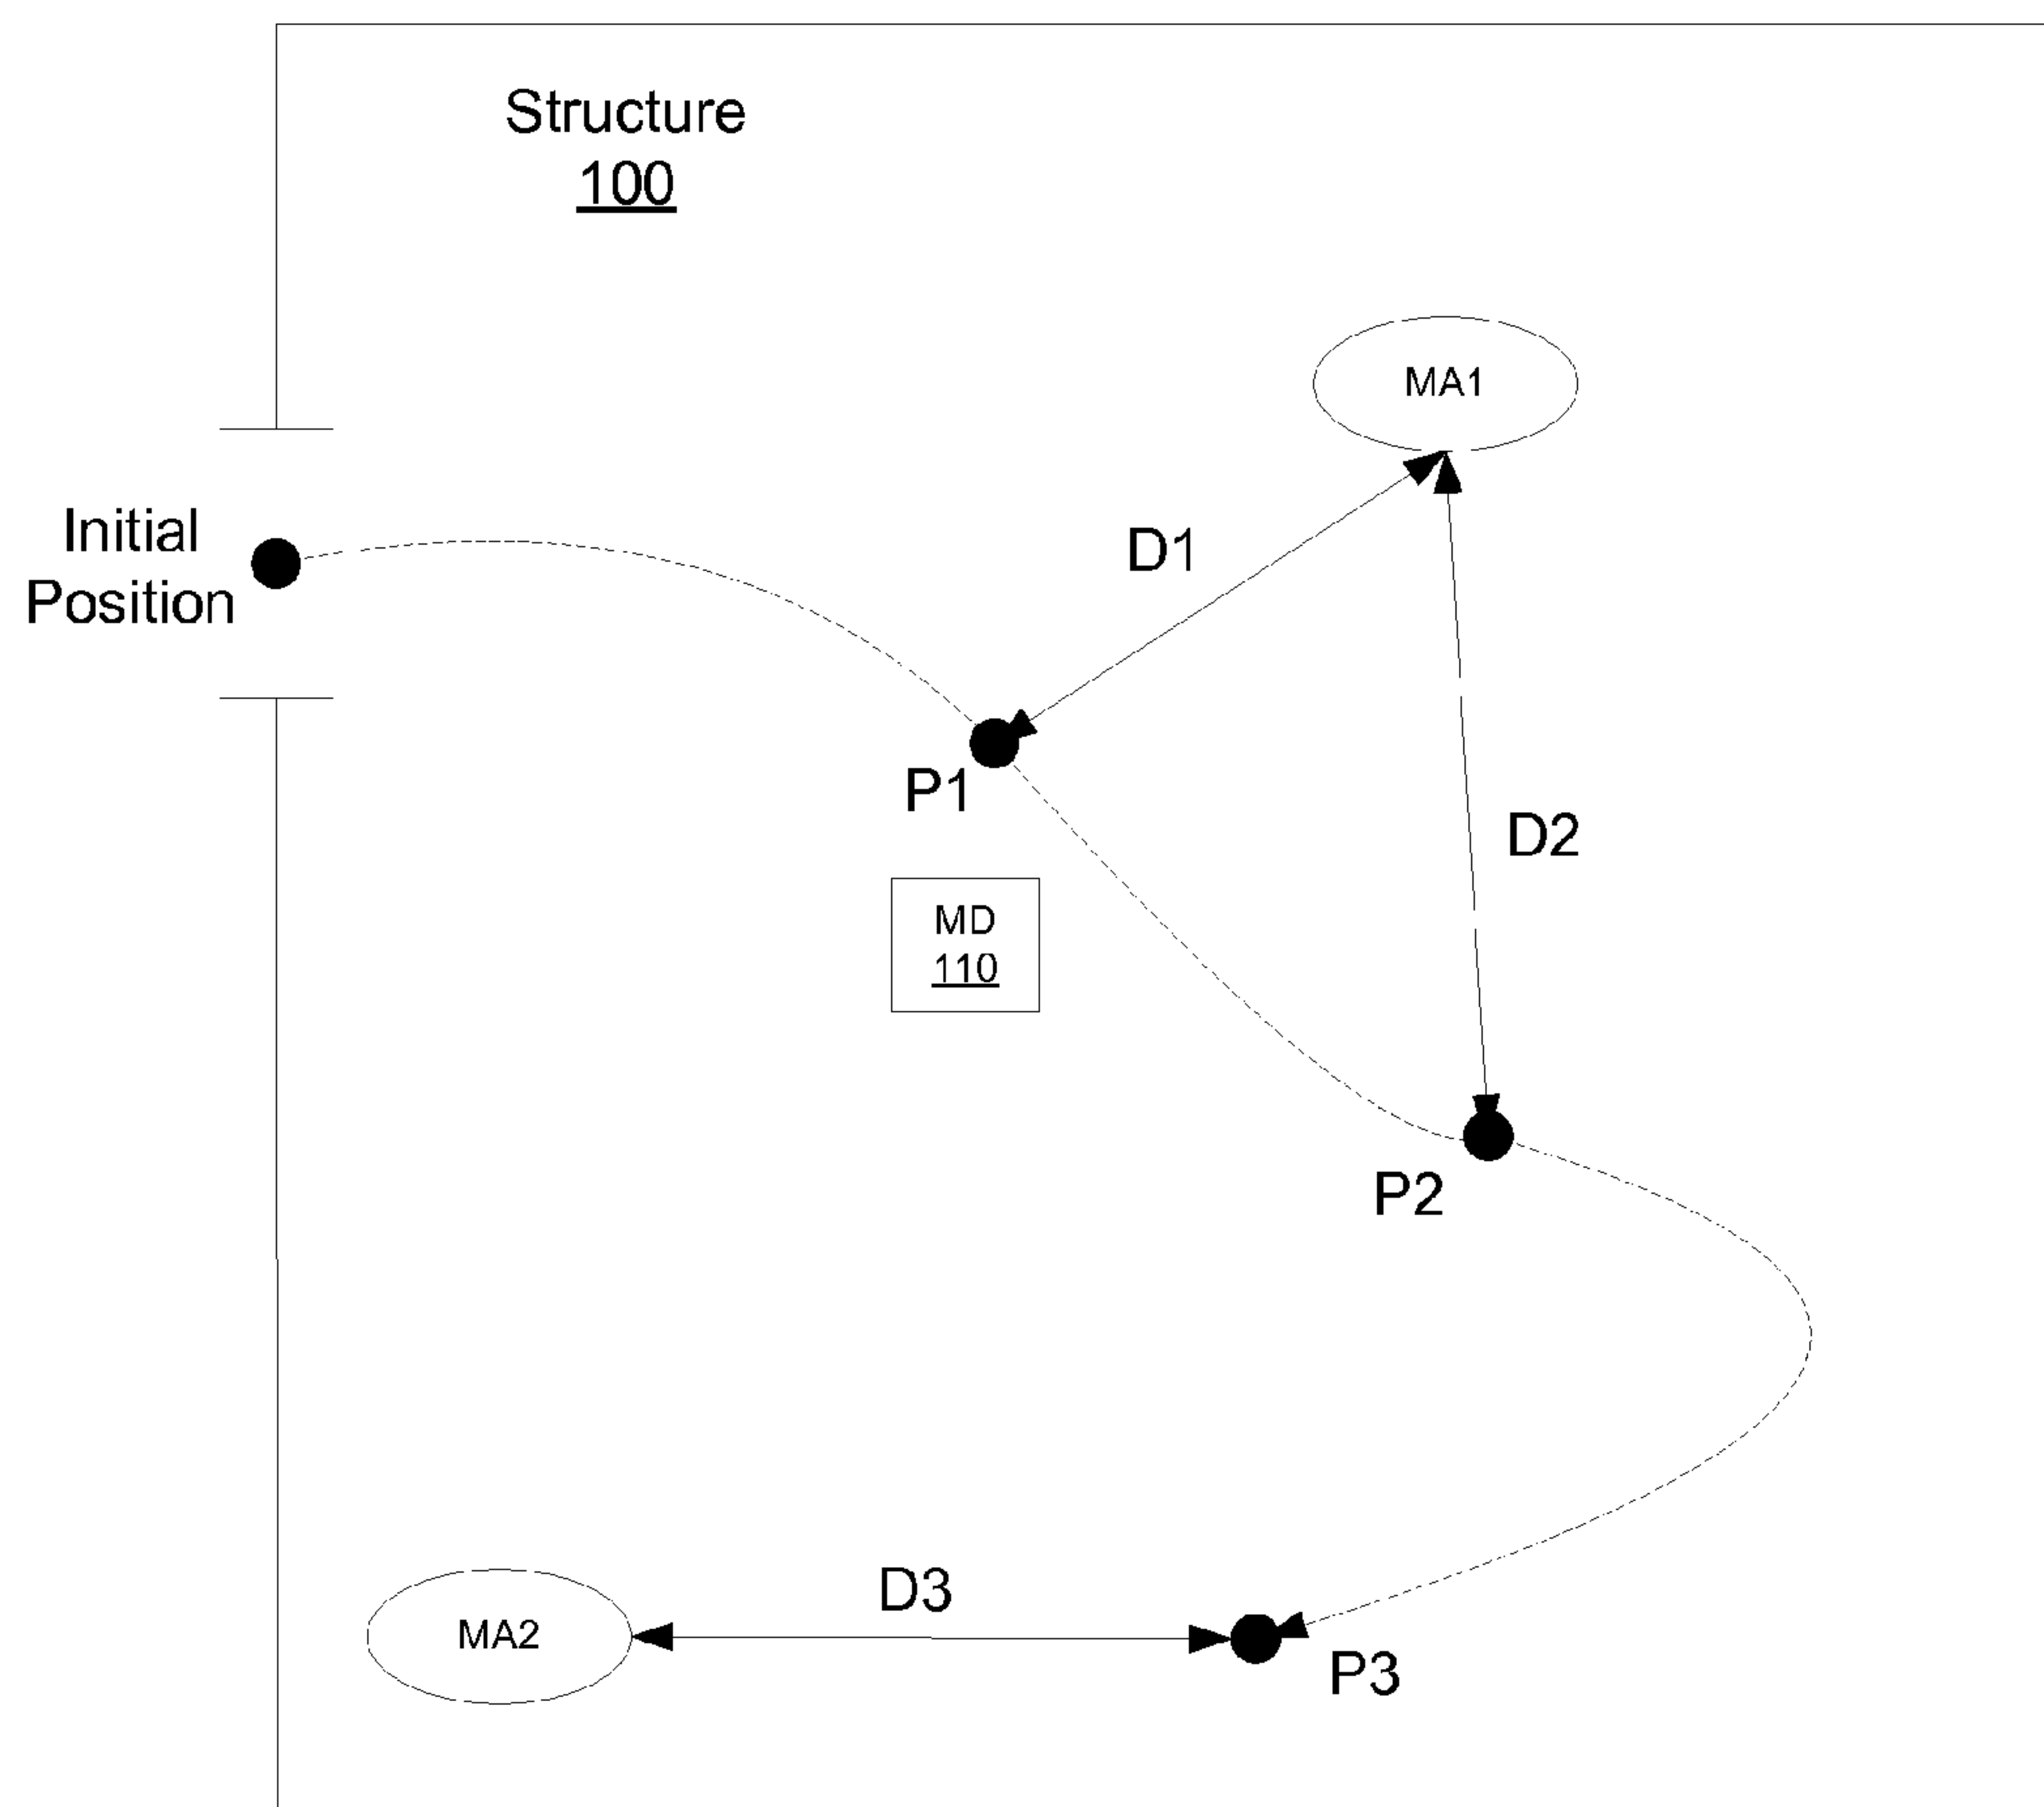 Structure
100
MA1
Initial
Position
D1
P1
D2
MD
110
P2
D3
MA2
P3